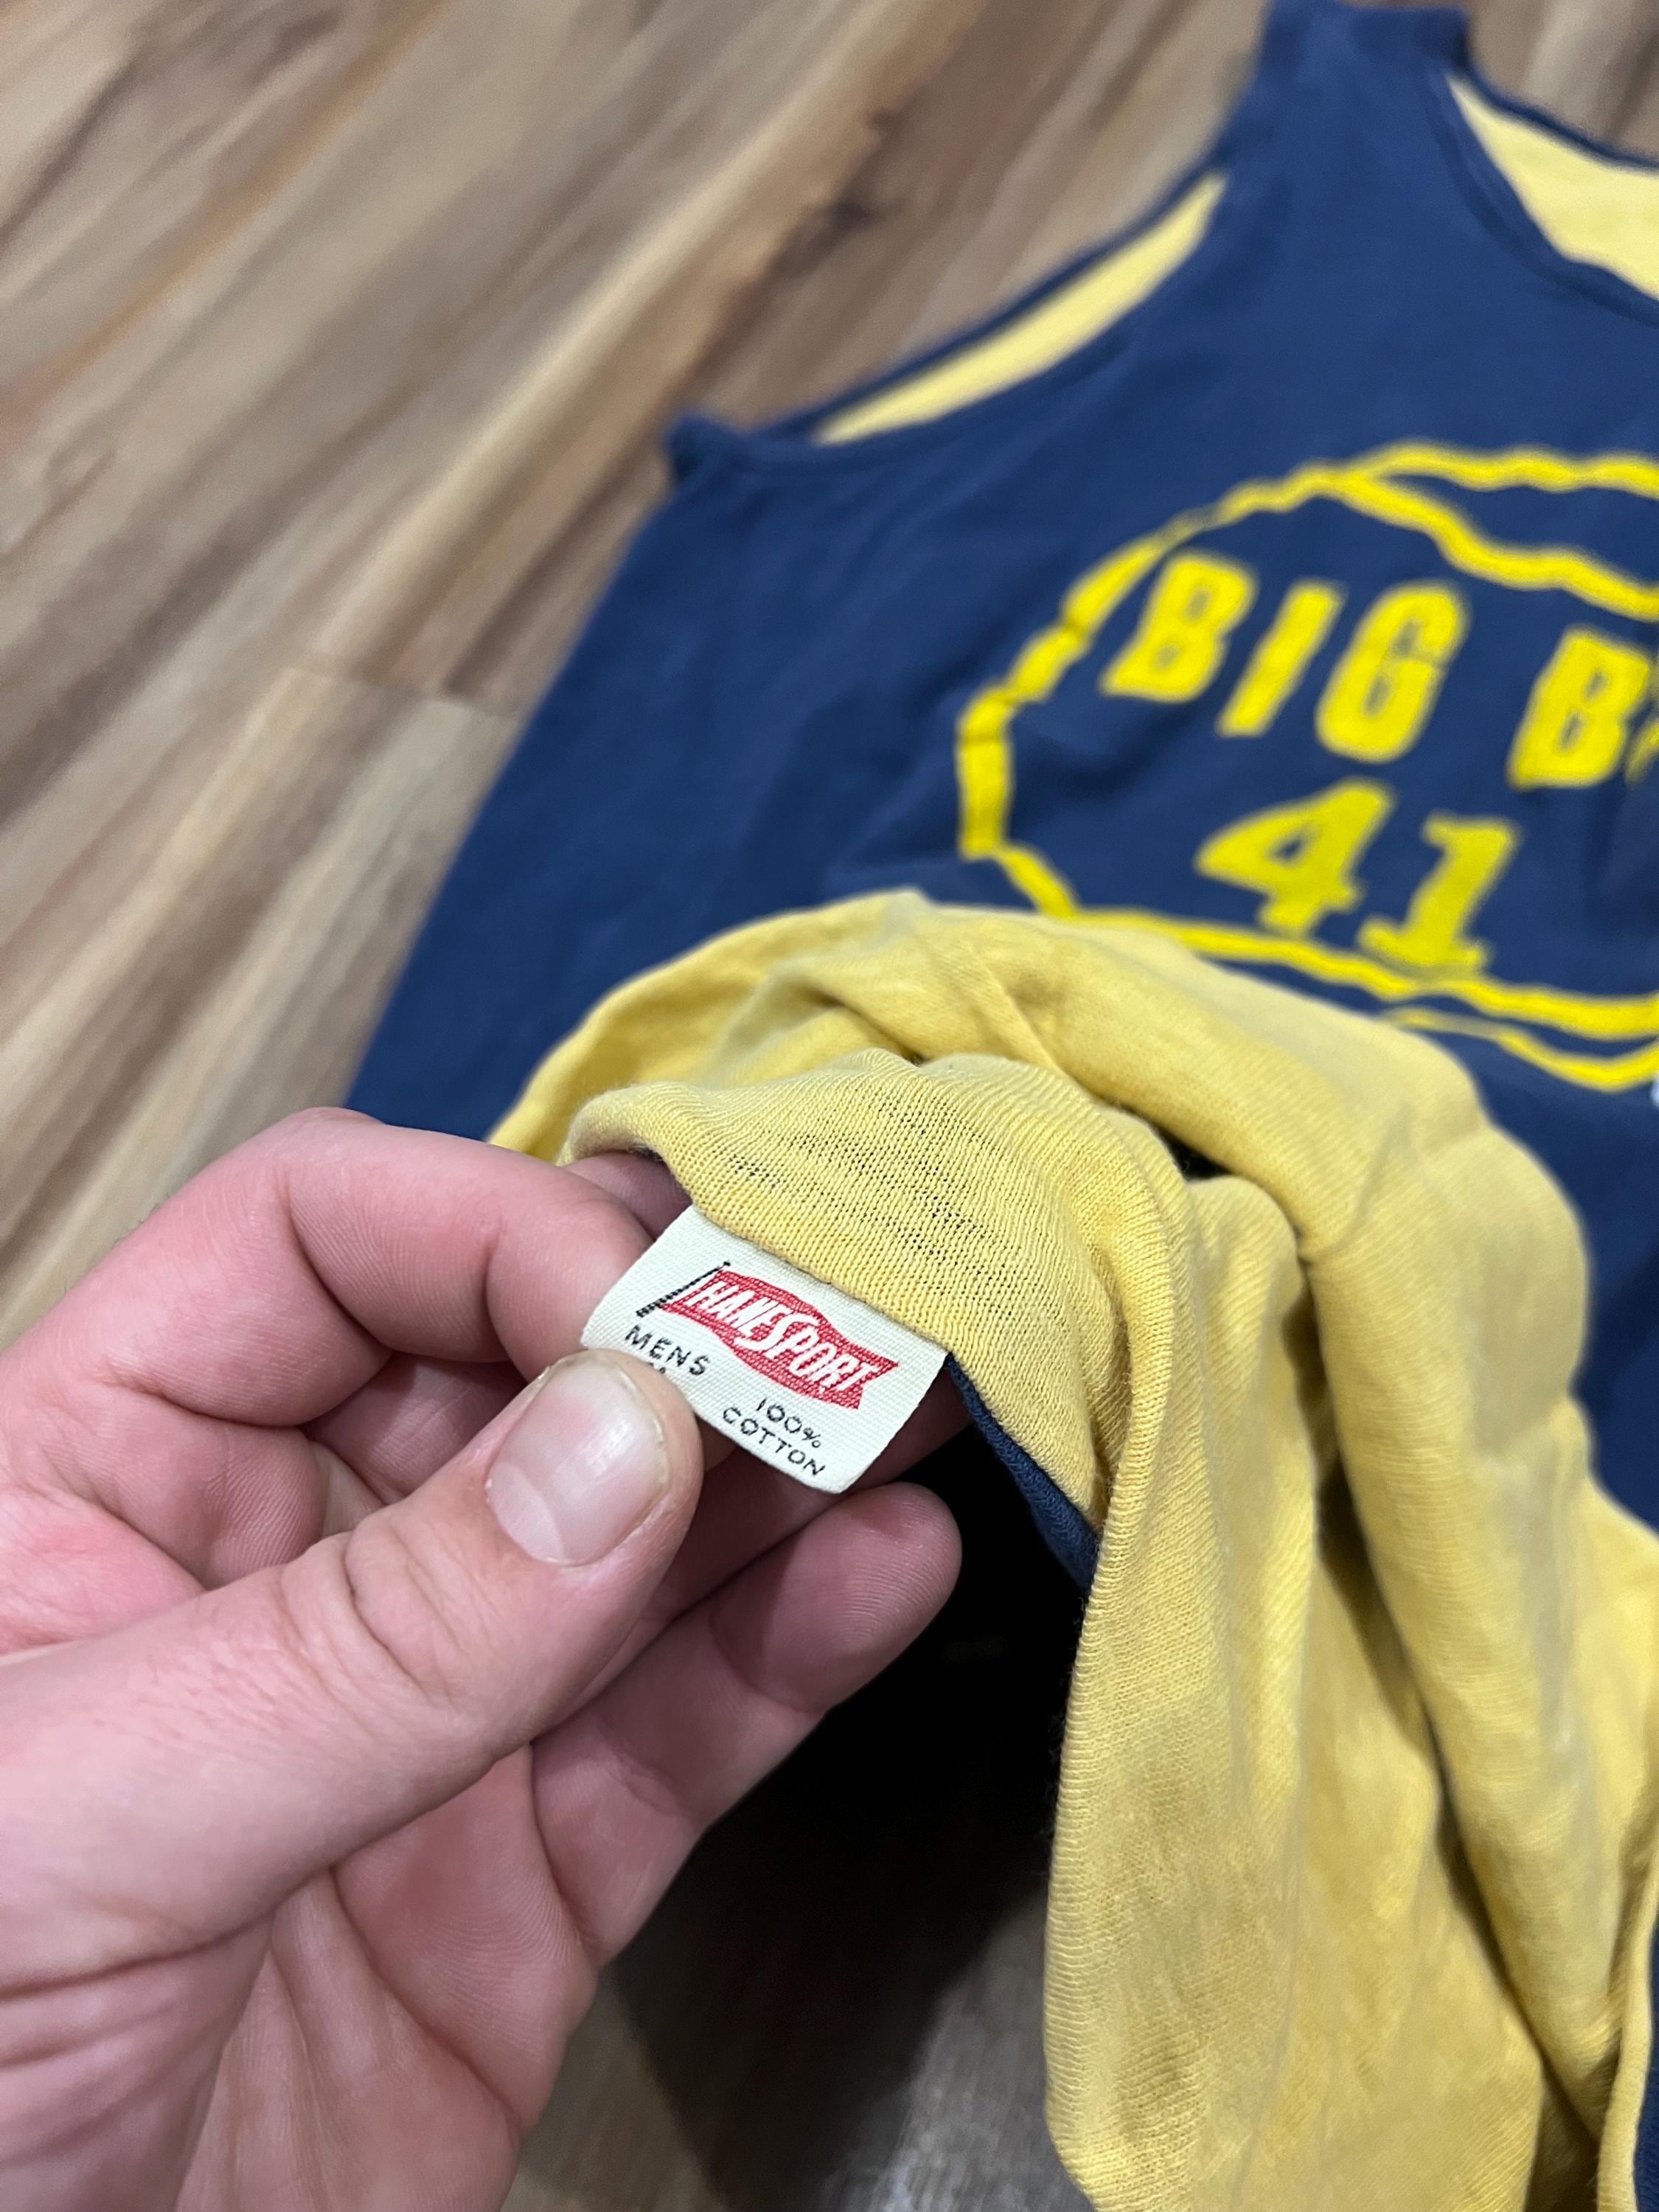 BIG B
41
HANESPORT
MENS
100%
COTTON